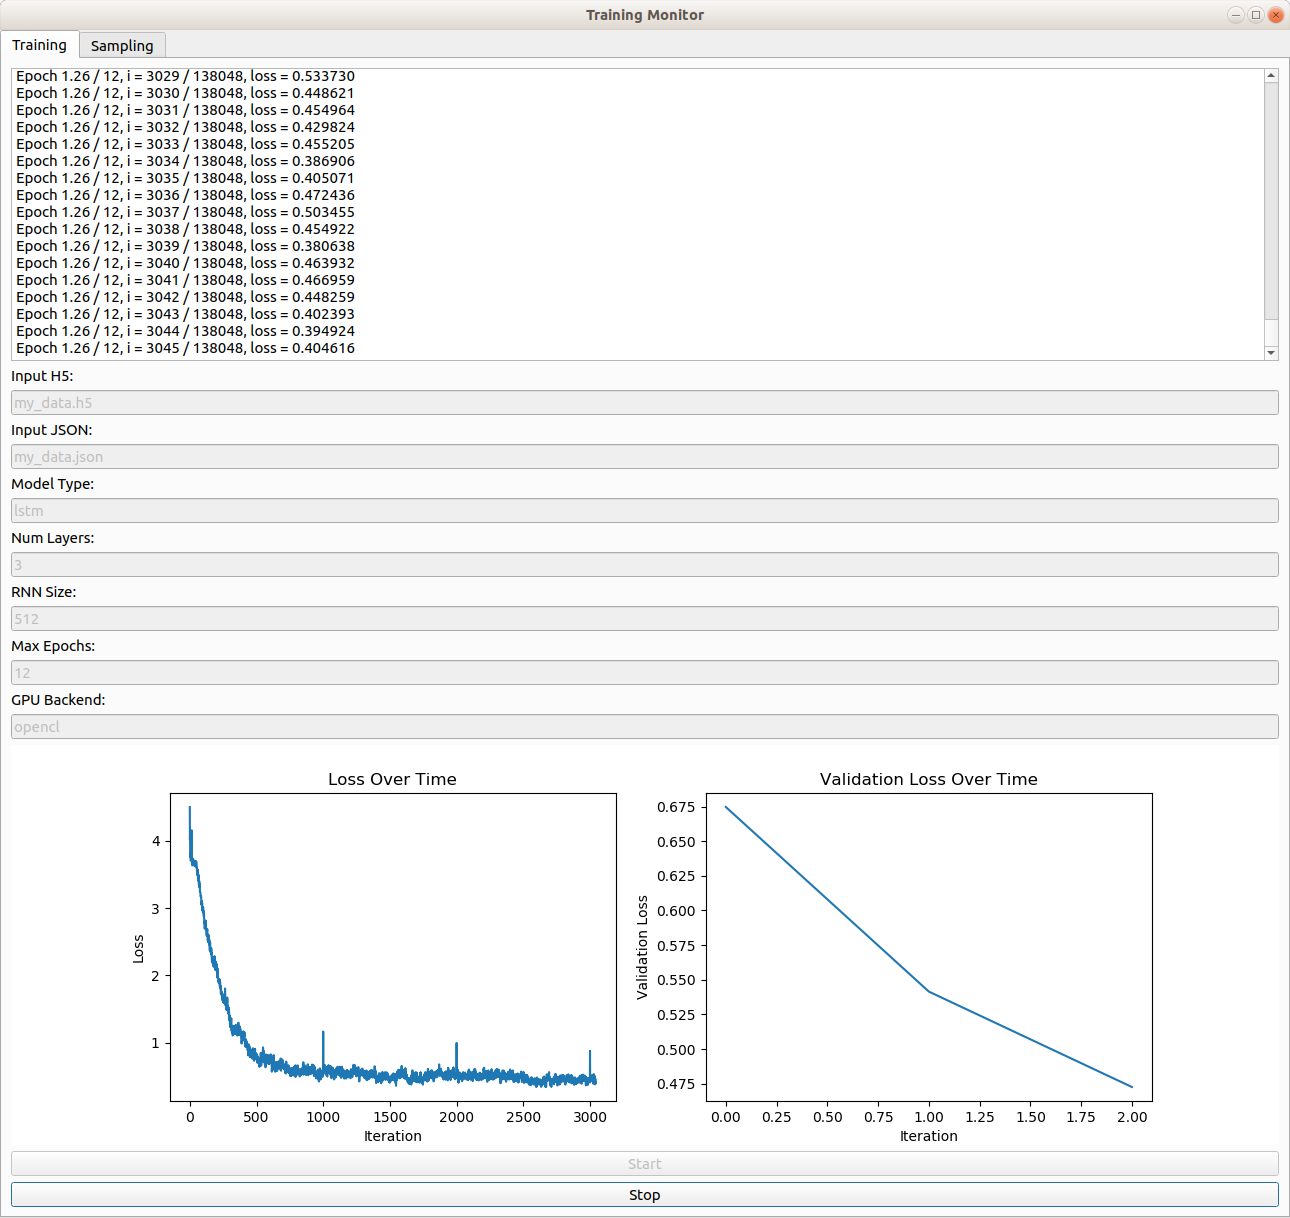 Training Monitor
Training Sampling
Epoch 1.26 / 12, i = 3029 / 138048, loss = 0.533730
Epoch 1.26 / 12, i = 3030 / 138048, loss = 0.448621
Epoch 1.26 / 12, i = 3031 / 138048, loss = 0.454964
Epoch 1.26 / 12, i = 3032 / 138048, loss = 0.429824
Epoch 1.26 / 12, i = 3033 / 138048, loss = 0.455205
Epoch 1.26 / 12, i = 3034 / 138048, loss = 0.386906
Epoch 1.26 / 12, i = 3035 / 138048, loss = 0.405071
Epoch 1.26 / 12, i = 3036 / 138048, loss = 0.472436
Epoch 1.26 / 12, i = 3037 / 138048, loss = 0.503455
Epoch 1.26 / 12, i = 3038 / 138048, loss = 0.454922
Epoch 1.26 / 12, i = 3039 / 138048, loss = 0.380638
Epoch 1.26 / 12, i = 3040 / 138048, loss = 0.463932
Epoch 1.26 / 12, i = 3041 / 138048, loss = 0.466959
Epoch 1.26 / 12, i = 3042 / 138048, loss = 0.448259
Epoch 1.26 / 12, i = 3043 / 138048, loss = 0.402393
Epoch 1.26 / 12, i = 3044 / 138048, loss = 0.394924
Epoch 1.26 / 12, i = 3045 / 138048, loss = 0.404616
Input H5:
my_data.h5
Input JSON:
my_data.json
Model Type:
lstm
Num Layers:
3
RNN Size:
512
Max Epochs:
12
GPU Backend:
opencl
Loss Over Time
4
3
2
1
Loss
0 500 1000 1500 2000 2500 3000
Iteration
Validation Loss Over Time
0.675
0.650
0.625
0.600
0.575
0.550
0.525
0.500
0.475
Validation Loss
0.00 0.25 0.50 0.75 1.00 1.25 1.50 1.75 2.00
Iteration
Start
Stop